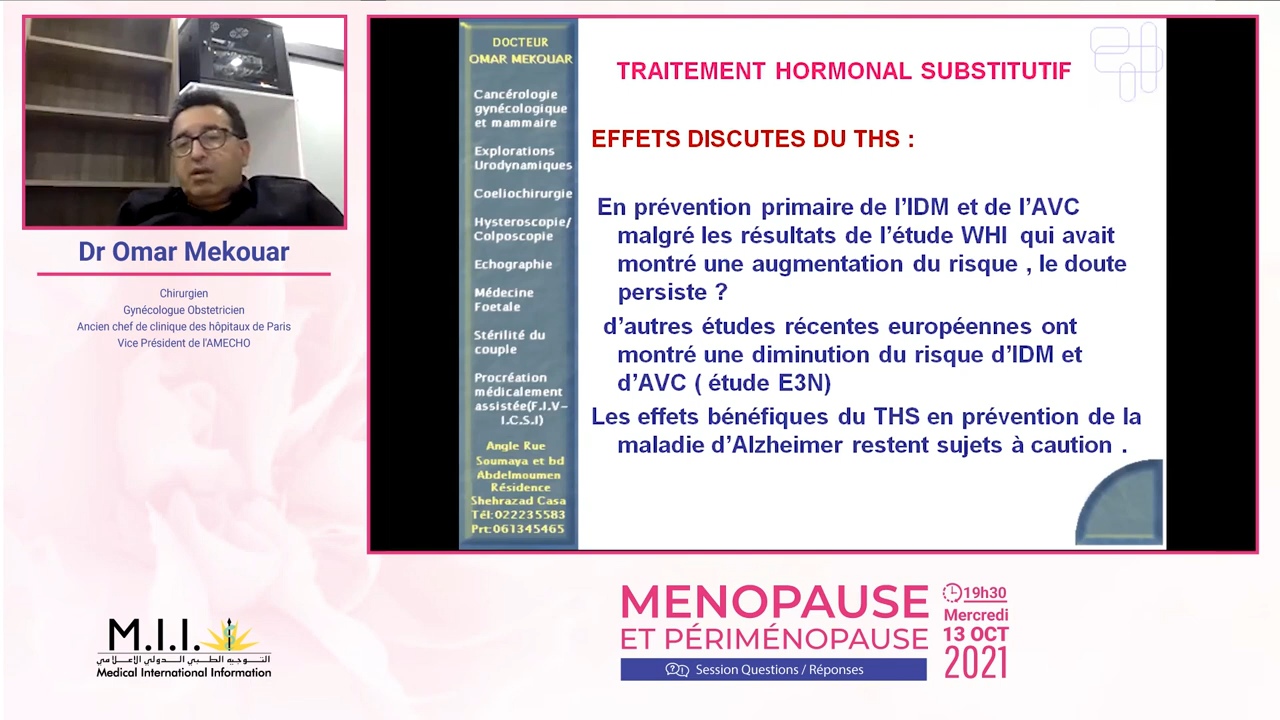 Dr Omar Mekouar
Chirurgien
Gynécologue Obstetricien
Ancien chef de clinique des hôpitaux de Paris
Vice Président de l'AMECHO
DOCTEUR
OMAR MEKOUAR
Cancérologie
gynécologique
et mammaire
Explorations
Urodynamiques
Coeliochirurgie
Hysteroscopie/
Colposcopie
Echographie
Médecine
Foetale
Stérilité du
couple
Procréation
médicalement
assistée(F.I.V-
I.C.S.I)
Angle Rue
Soumaya et bd
Abdelmoumen
Résidence
Shehrazad Casa
Tél:022235583
Prt:061345465
TRAITEMENT HORMONAL SUBSTITUTIF
EFFETS DISCUTES DU THS :
En prévention primaire de l'IDM et de l'AVC
malgré les résultats de l'étude WHI qui avait
montré une augmentation du risque , le doute
persiste ?
d'autres études récentes européennes ont
montré une diminution du risque d'IDM et
d'AVC ( étude E3N)
Les effets bénéfiques du THS en prévention de la
maladie d'Alzheimer restent sujets à caution .
M.I.I.
التـوجيه الطـبي الـدولي الاعـلامي
Medical International Information
MENOPAUSE
ET PÉRIMÉNOPAUSE
Session Questions / Réponses
19h30
Mercredi
13 OCT
2021